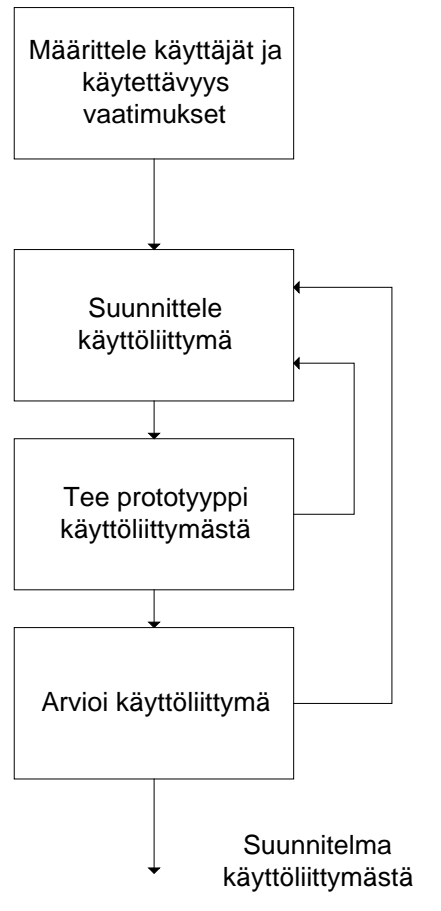 Määrittele käyttäjät ja
käytettävyys
vaatimukset
Suunnittele
käyttöliittymä
Tee prototyyppi
käyttöliittymästä
Arvioi käyttöliittymä
Suunnitelma
käyttöliittymästä